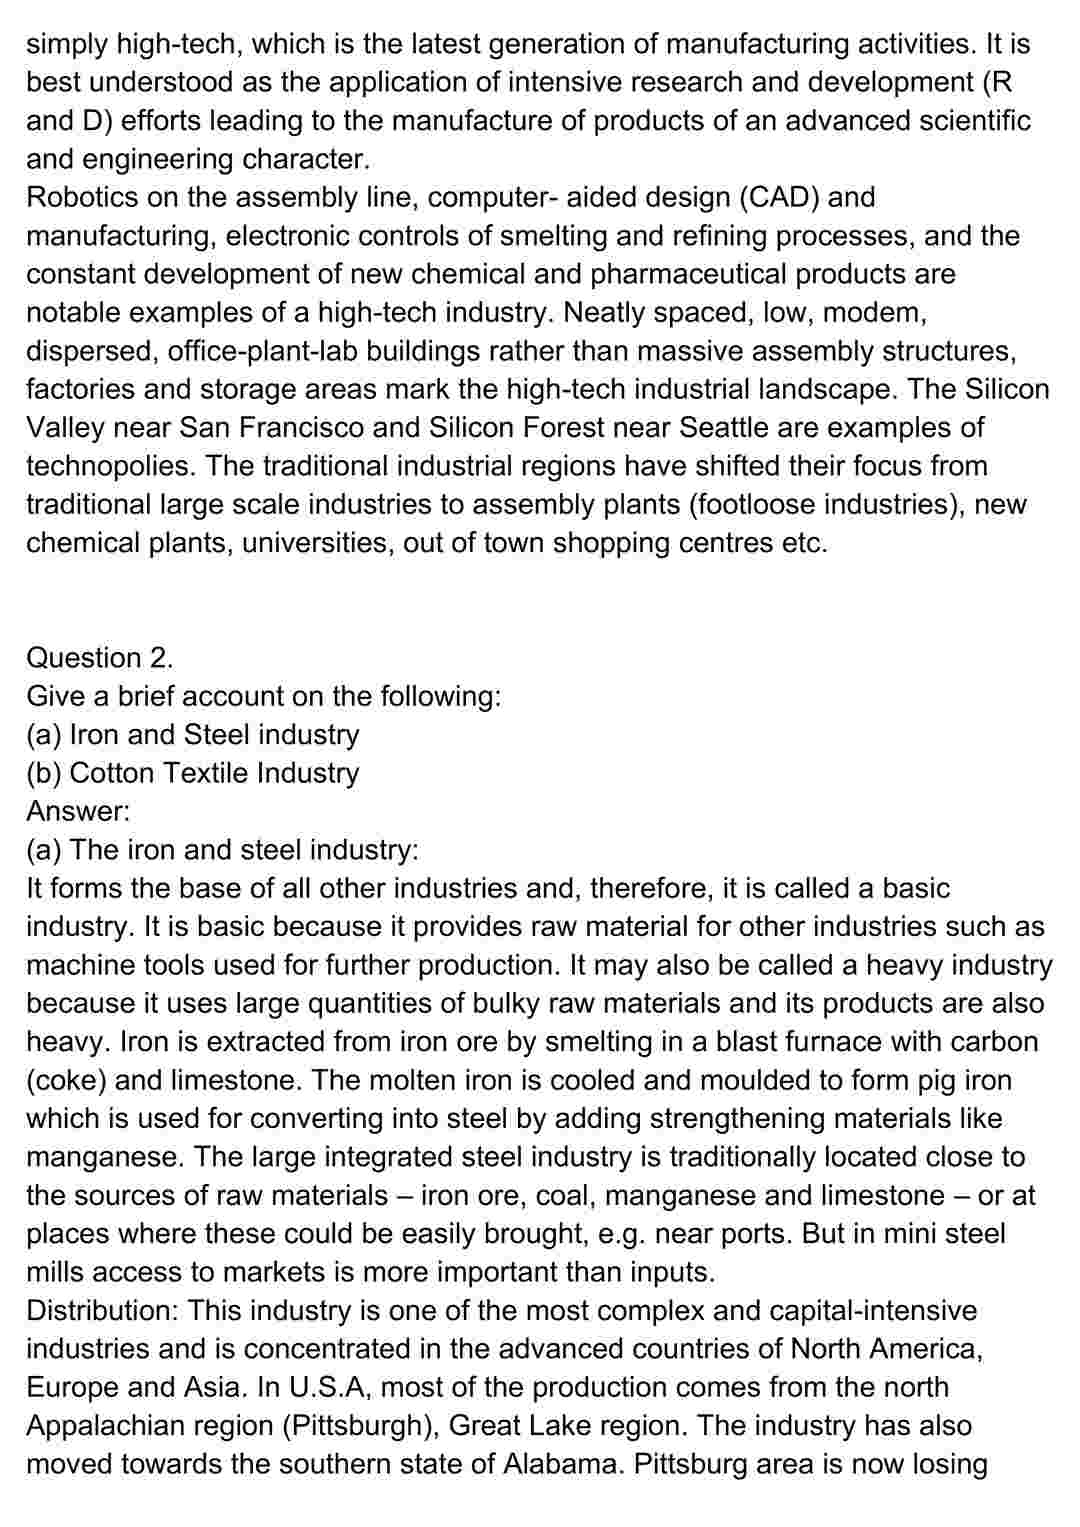 simply high-tech, which is the latest generation of manufacturing activities. It is
best understood as the application of intensive research and development (R
and D) efforts leading to the manufacture of products of an advanced scientific
and engineering character.
Robotics on the assembly line, computer- aided design (CAD) and
manufacturing, electronic controls of smelting and refining processes, and the
constant development of new chemical and pharmaceutical products are
notable examples of a high-tech industry. Neatly spaced, low, modem,
dispersed, office-plant-lab buildings rather than massive assembly structures,
factories and storage areas mark the high-tech industrial landscape. The Silicon
Valley near San Francisco and Silicon Forest near Seattle are examples of
technopolies. The traditional industrial regions have shifted their focus from
traditional large scale industries to assembly plants (footloose industries), new
chemical plants, universities, out of town shopping centres etc.
Question 2.
Give a brief account on the following:
(a) Iron and Steel industry
(b) Cotton Textile Industry
Answer:
(a) The iron and steel industry:
It forms the base of all other industries and, therefore, it is called a basic
industry. It is basic because it provides raw material for other industries such as
machine tools used for further production. It may also be called a heavy industry
because it uses large quantities of bulky raw materials and its products are also
heavy. Iron is extracted from iron ore by smelting in a blast furnace with carbon
(coke) and limestone. The molten iron is cooled and moulded to form pig iron
which is used for converting into steel by adding strengthening materials like
manganese. The large integrated steel industry is traditionally located close to
the sources of raw materials – iron ore, coal, manganese and limestone – or at
places where these could be easily brought, e.g. near ports. But in mini steel
mills access to markets is more important than inputs.
Distribution: This industry is one of the most complex and capital-intensive
industries and is concentrated in the advanced countries of North America,
Europe and Asia. In U.S.A, most of the production comes from the north
Appalachian region (Pittsburgh), Great Lake region. The industry has also
moved towards the southern state of Alabama. Pittsburg area is now losing